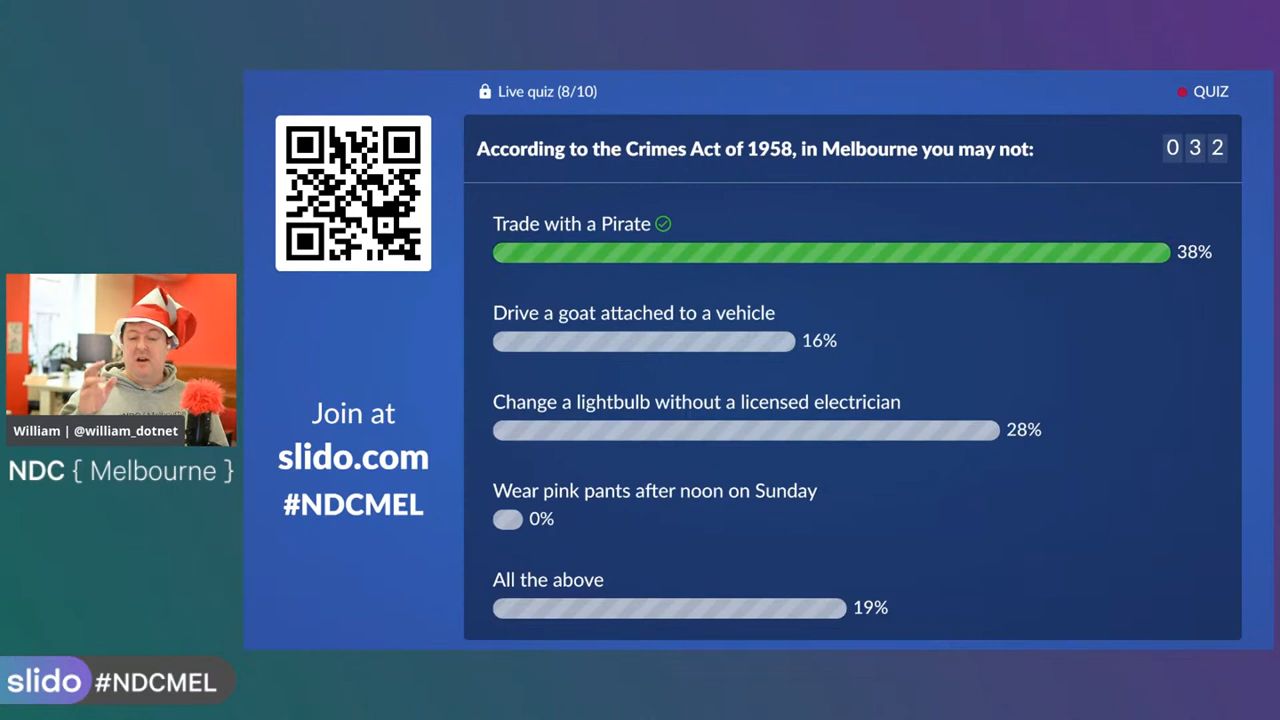 Live quiz (8/10)
QUIZ
According to the Crimes Act of 1958, in Melbourne you may not:
0 3 2
Trade with a Pirate
38%
Drive a goat attached to a vehicle
16%
Change a lightbulb without a licensed electrician
28%
Wear pink pants after noon on Sunday
0%
All the above
19%
Join at
slido.com
#NDCMEL
William | @william_dotnet
NDC { Melbourne }
slido #NDCMEL